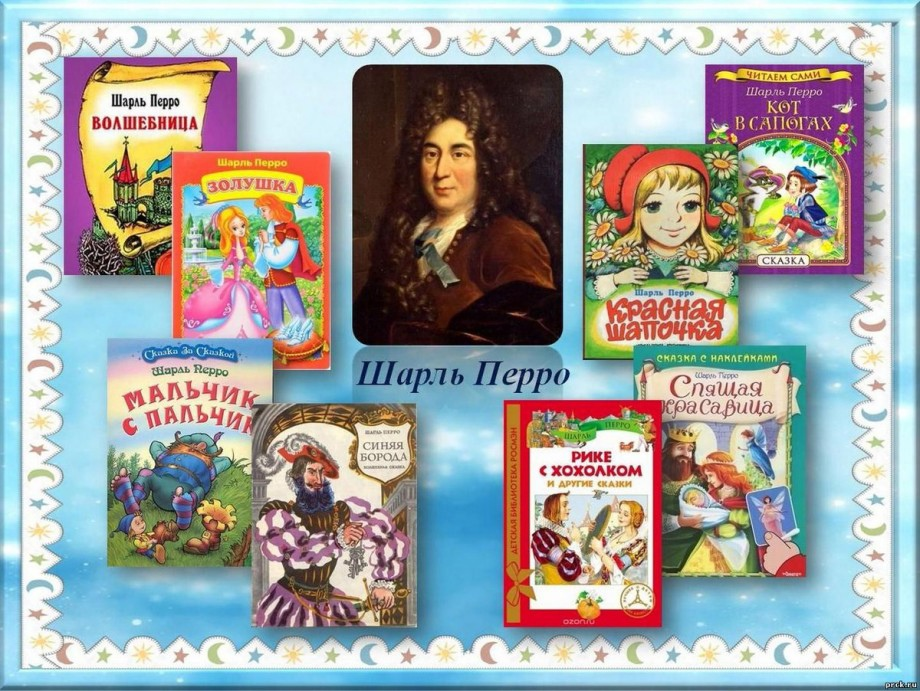 Шарль Перро
ВОЛШЕБНИЦА
Шарль Перро
ЗОЛУШКА
Шарль Перро
КРАСНАЯ
ШАПОЧКА
ЧИТАЕМ САМИ
Шарль Перро
КОТ
В САПОГАХ
СКАЗКА
Шарль Перро
Сказка За Сказкой
Шарль Перро
МАЛЬЧИК
С ПАЛЬЧИК
ШАРЛЬ ПЕРРО
СИНЯЯ
БОРОДА
ДЕТСКАЯ БИБЛИОТЕКА РОСМЭН
ШАРЛЬ ПЕРРО
РИКЕ
С ХОХОЛКОМ
И ДРУГИЕ СКАЗКИ
ozon.ru
СКАЗКА С НАКЛЕЙКАМИ
Шарль Перро
Спящая
красавица